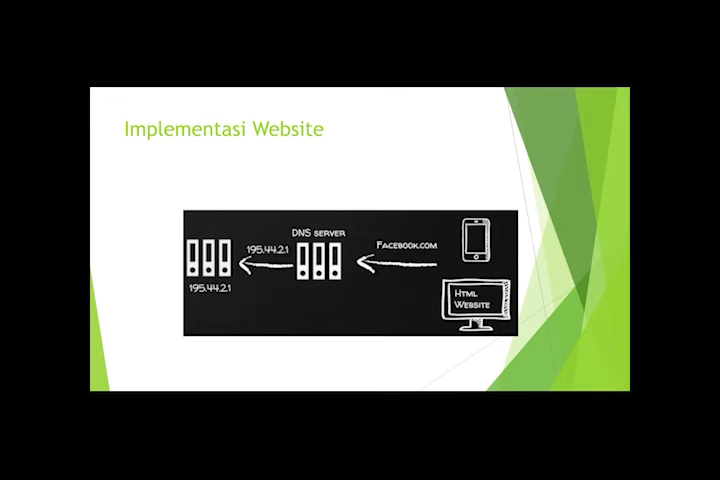 Implementasi Website
DNS server
195.44.2.1
Facebook.com
195.44.2.1
Html
Website